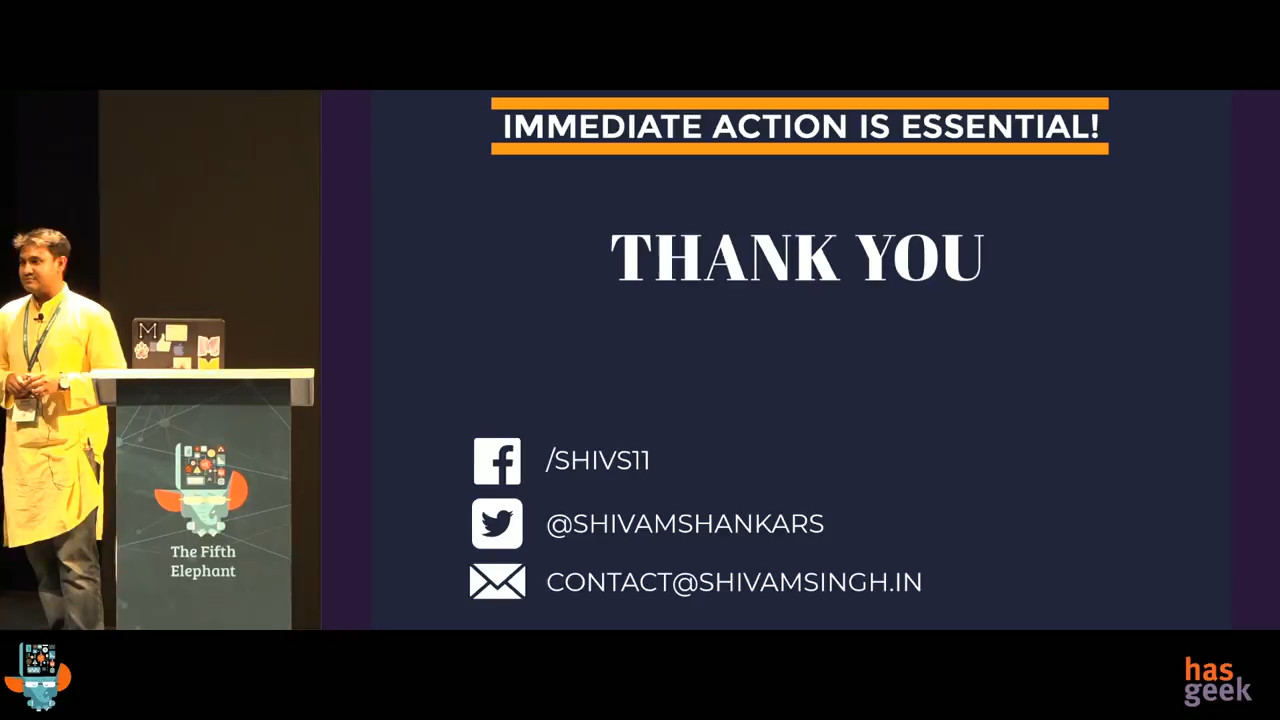 IMMEDIATE ACTION IS ESSENTIAL!
THANK YOU
/SHIVS11
@SHIVAMSHANKARS
CONTACT@SHIVAMSINGH.IN
The Fifth
Elephant
has
geek